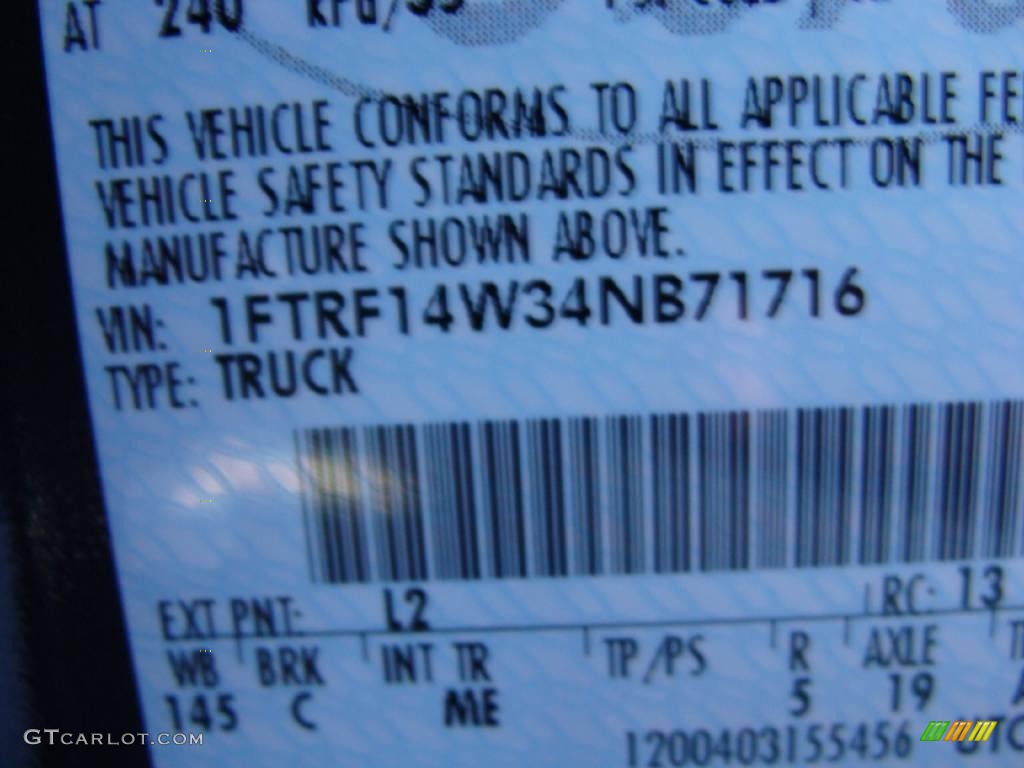 AT 240
THIS VEHICLE CONFORMS TO ALL APPLICABLE FE
VEHICLE SAFETY STANDARDS IN EFFECT ON THE
MANUFACTURE SHOWN ABOVE.
VIN: 1FTRF14W34NB71716
TYPE: TRUCK
EXT PNT: L2 RC: 13
WB BRK INT TR TP/PS R AXLE
145 C ME 5 19
1200403155456
GTCARLOT.COM